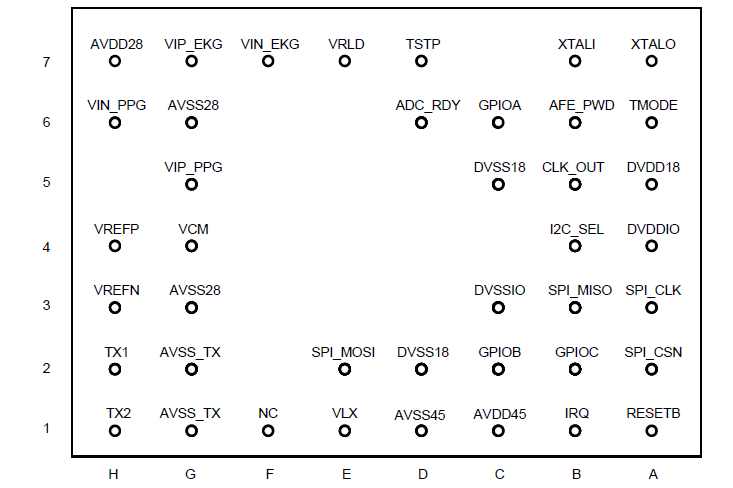 AVDD28 VIP_EKG VIN_EKG VRLD TSTP XTALI XTALO
7
VIN_PPG AVSS28 ADC_RDY GPIOA AFE_PWD TMODE
6
VIP_PPG DVSS18 CLK_OUT DVDD18
5
VREFP VCM I2C_SEL DVDDIO
4
VREFN AVSS28 DVSSIO SPI_MISO SPI_CLK
3
TX1 AVSS_TX SPI_MOSI DVSS18 GPIOB GPIOC SPI_CSN
2
TX2 AVSS_TX NC VLX AVSS45 AVDD45 IRQ RESETB
1
H G F E D C B A